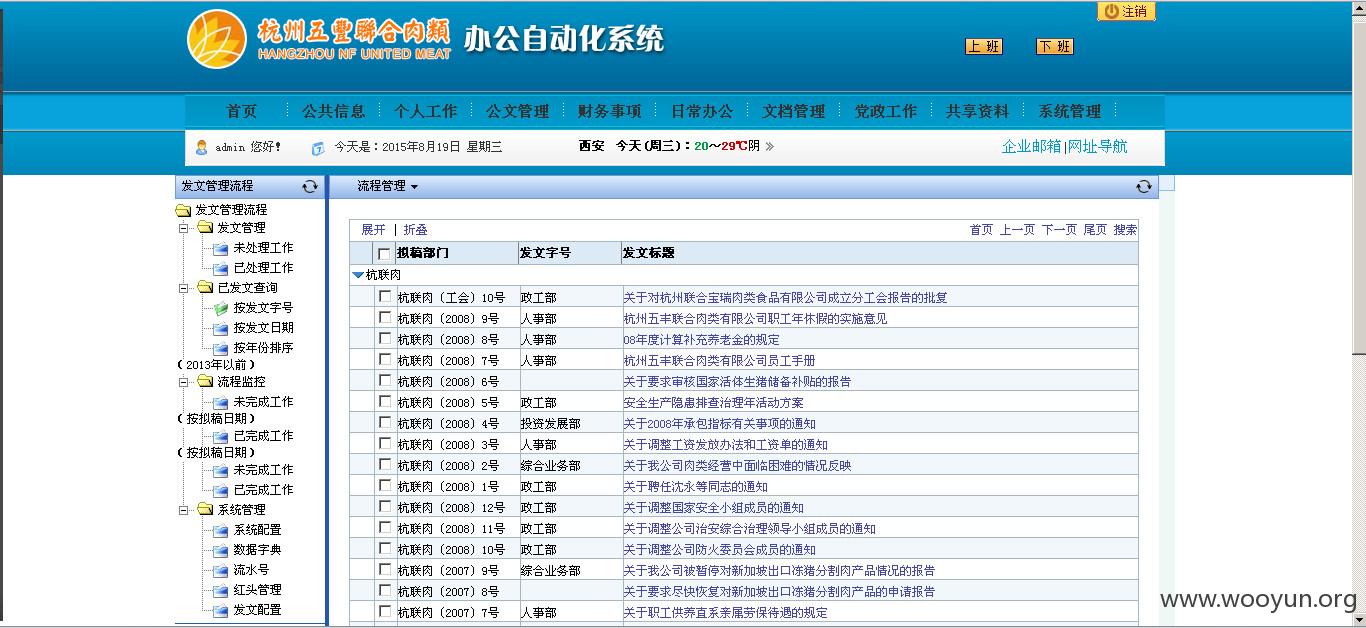 杭州五豐聯合肉類
HANGZHOU NF UNITED MEAT
办公自动化系统
注销
上 班 下 班
首页 公共信息 个人工作 公文管理 财务事项 日常办公 文档管理 党政工作 共享资料 系统管理
admin 您好! 今天是:2015年8月19日 星期三 西安 今天(周三):20~29℃阴 » 企业邮箱|网址导航
发文管理流程
发文管理流程
发文管理
未处理工作
已处理工作
已发文查询
按发文字号
按发文日期
按年份排序
(2013年以前)
流程监控
未完成工作
(按拟稿日期)
已完成工作
(按拟稿日期)
未完成工作
已完成工作
系统管理
系统配置
数据字典
流水号
红头管理
发文配置
流程管理
展开 | 折叠 首页 上一页 下一页 尾页 搜索
拟稿部门 发文字号 发文标题
杭联肉
杭联肉〔工会〕10号 政工部 关于对杭州联合宝瑞肉类食品有限公司成立分工会报告的批复
杭联肉〔2008〕9号 人事部 杭州五丰联合肉类有限公司职工年休假的实施意见
杭联肉〔2008〕8号 人事部 08年度计算补充养老金的规定
杭联肉〔2008〕7号 人事部 杭州五丰联合肉类有限公司员工手册
杭联肉〔2008〕6号 关于要求审核国家活体生猪储备补贴的报告
杭联肉〔2008〕5号 政工部 安全生产隐患排查治理年活动方案
杭联肉〔2008〕4号 投资发展部 关于2008年承包指标有关事项的通知
杭联肉〔2008〕3号 人事部 关于调整工资发放办法和工资单的通知
杭联肉〔2008〕2号 综合业务部 关于我公司肉类经营中面临困难的情况反映
杭联肉〔2008〕1号 政工部 关于聘任沈永等同志的通知
杭联肉〔2008〕12号 政工部 关于调整国家安全小组成员的通知
杭联肉〔2008〕11号 政工部 关于调整公司治安综合治理领导小组成员的通知
杭联肉〔2008〕10号 政工部 关于调整公司防火委员会成员的通知
杭联肉〔2007〕9号 综合业务部 关于我公司被暂停对新加坡出口冻猪分割肉产品情况的报告
杭联肉〔2007〕8号 关于要求尽快恢复对新加坡出口冻猪分割肉产品的申请报告
杭联肉〔2007〕7号 人事部 关于职工供养直系亲属劳保待遇的规定
www.wooyun.org